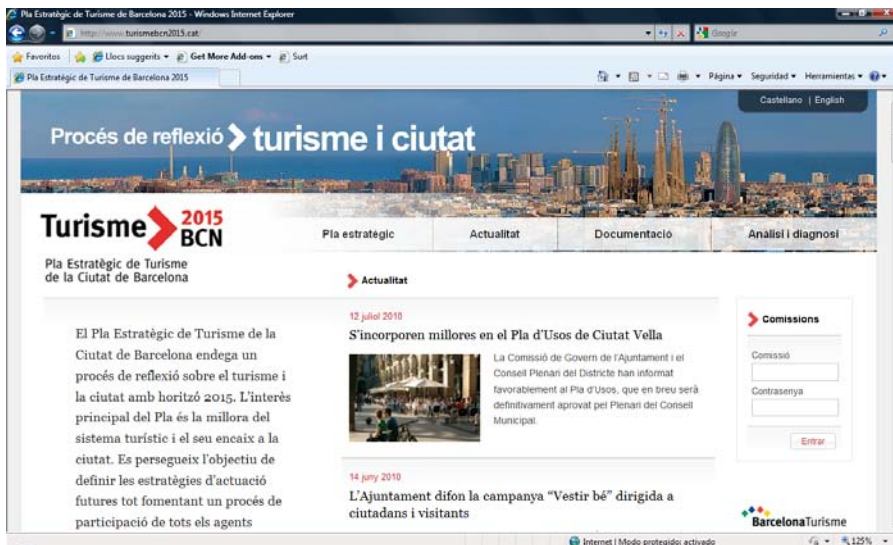 Pla Estratègic de Turisme de Barcelona 2015 - Windows Internet Explorer
http://www.turismebcn2015.cat/
Google
Favoritos
Llocs suggerits
Get More Add-ons
Surt
Pla Estratègic de Turisme de Barcelona 2015
Página
Seguridad
Herramientas
Castellano | English
Procés de reflexió > turisme i ciutat
Turisme 2015
BCN
Pla Estratègic de Turisme
de la Ciutat de Barcelona
Pla estratègic
Actualitat
Documentació
Anàlisi i diagnosi
El Pla Estratègic de Turisme de la
Ciutat de Barcelona endega un
procés de reflexió sobre el turisme i
la ciutat amb horitzó 2015. L'interès
principal del Pla és la millora del
sistema turístic i el seu encaix a la
ciutat. Es persegueix l'objectiu de
definir les estratègies d'actuació
futures tot fomentant un procés de
participació de tots els agents
Actualitat
12 juliol 2010
S'incorporen millores en el Pla d'Usos de Ciutat Vella
La Comissió de Govern de l'Ajuntament i el
Consell Plenari del Districte han informat
favorablement al Pla d'Usos, que en breu serà
definitivament aprovat pel Plenari del Consell
Municipal.
14 juny 2010
L'Ajuntament difon la campanya "Vestir bé" dirigida a
ciutadans i visitants
Comissions
Comissió
Contrasenya
Entrar
BarcelonaTurisme
Internet | Modo protegido: activado
125%